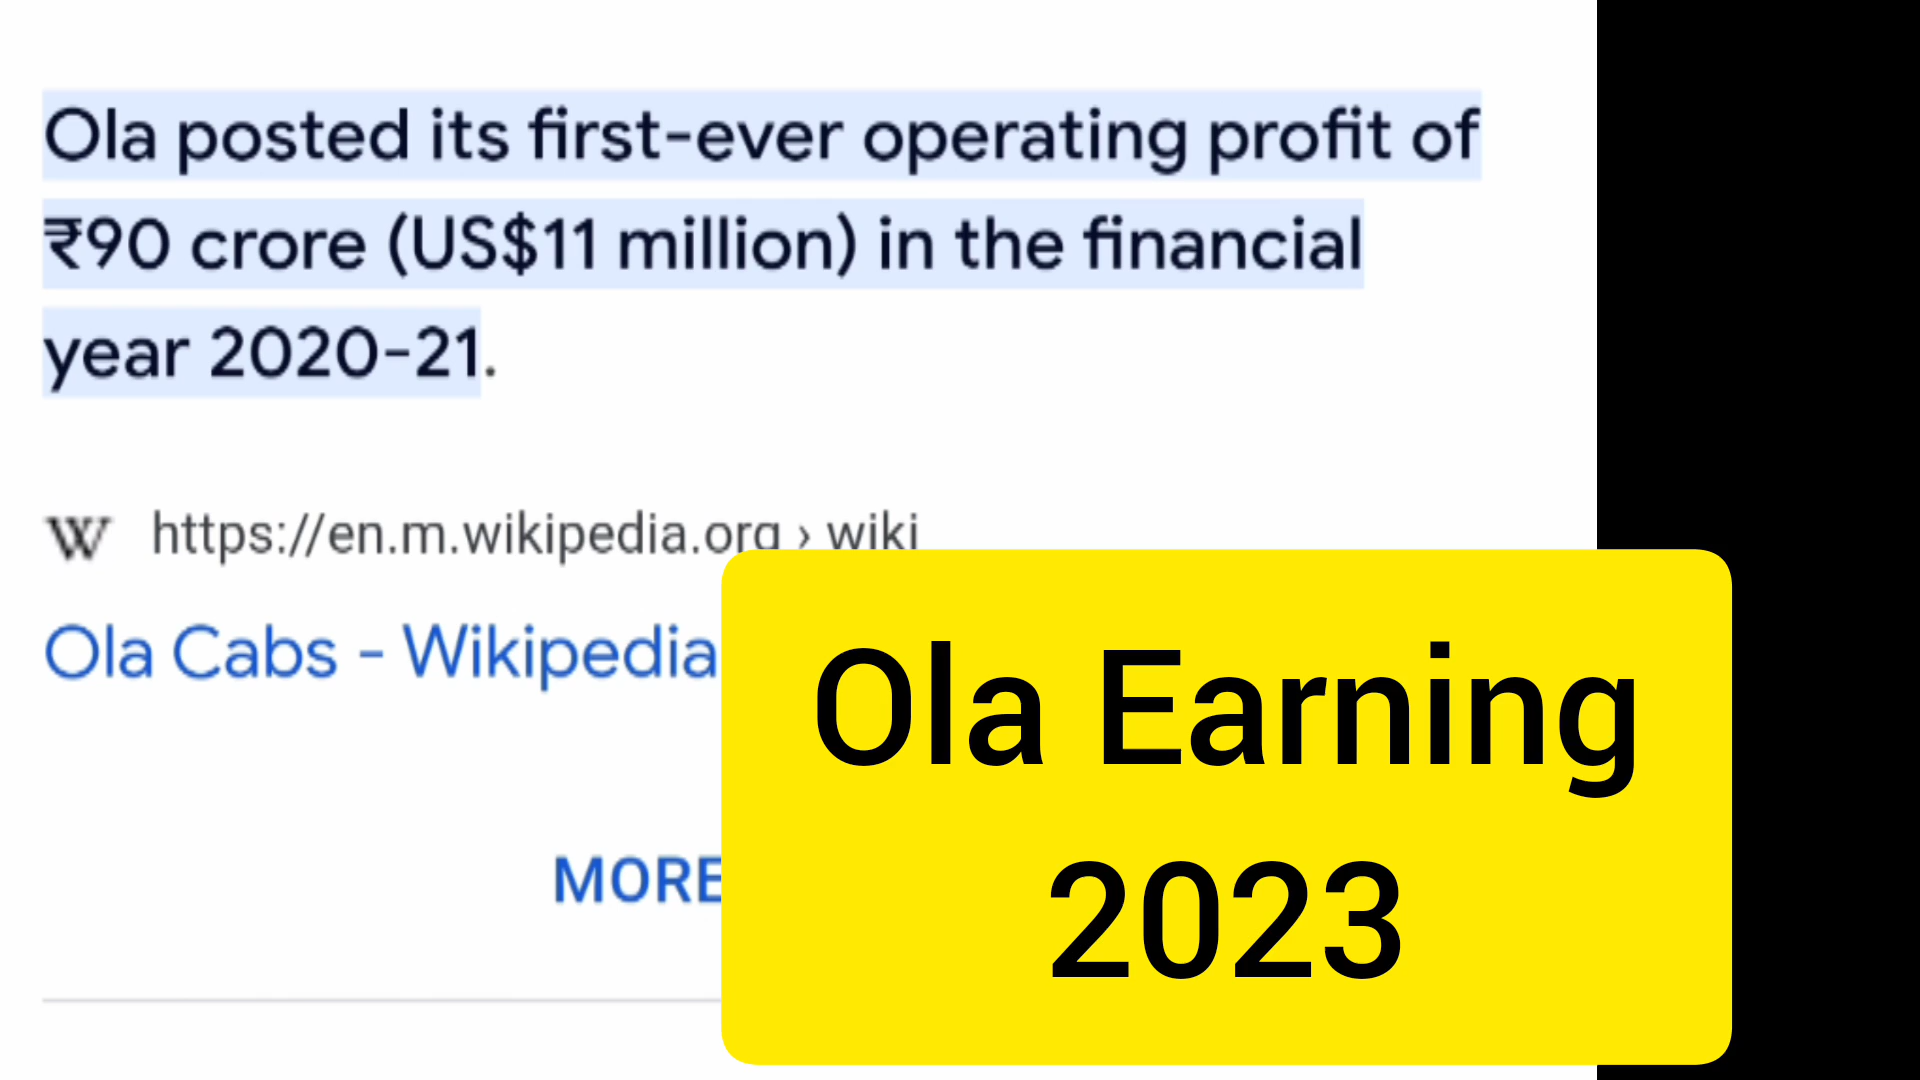 Ola posted its first-ever operating profit of
₹90 crore (US$11 million) in the financial
year 2020-21.
W https://en.m.wikipedia.org › wiki
Ola Cabs - Wikipedia
MORE
Ola Earning
2023